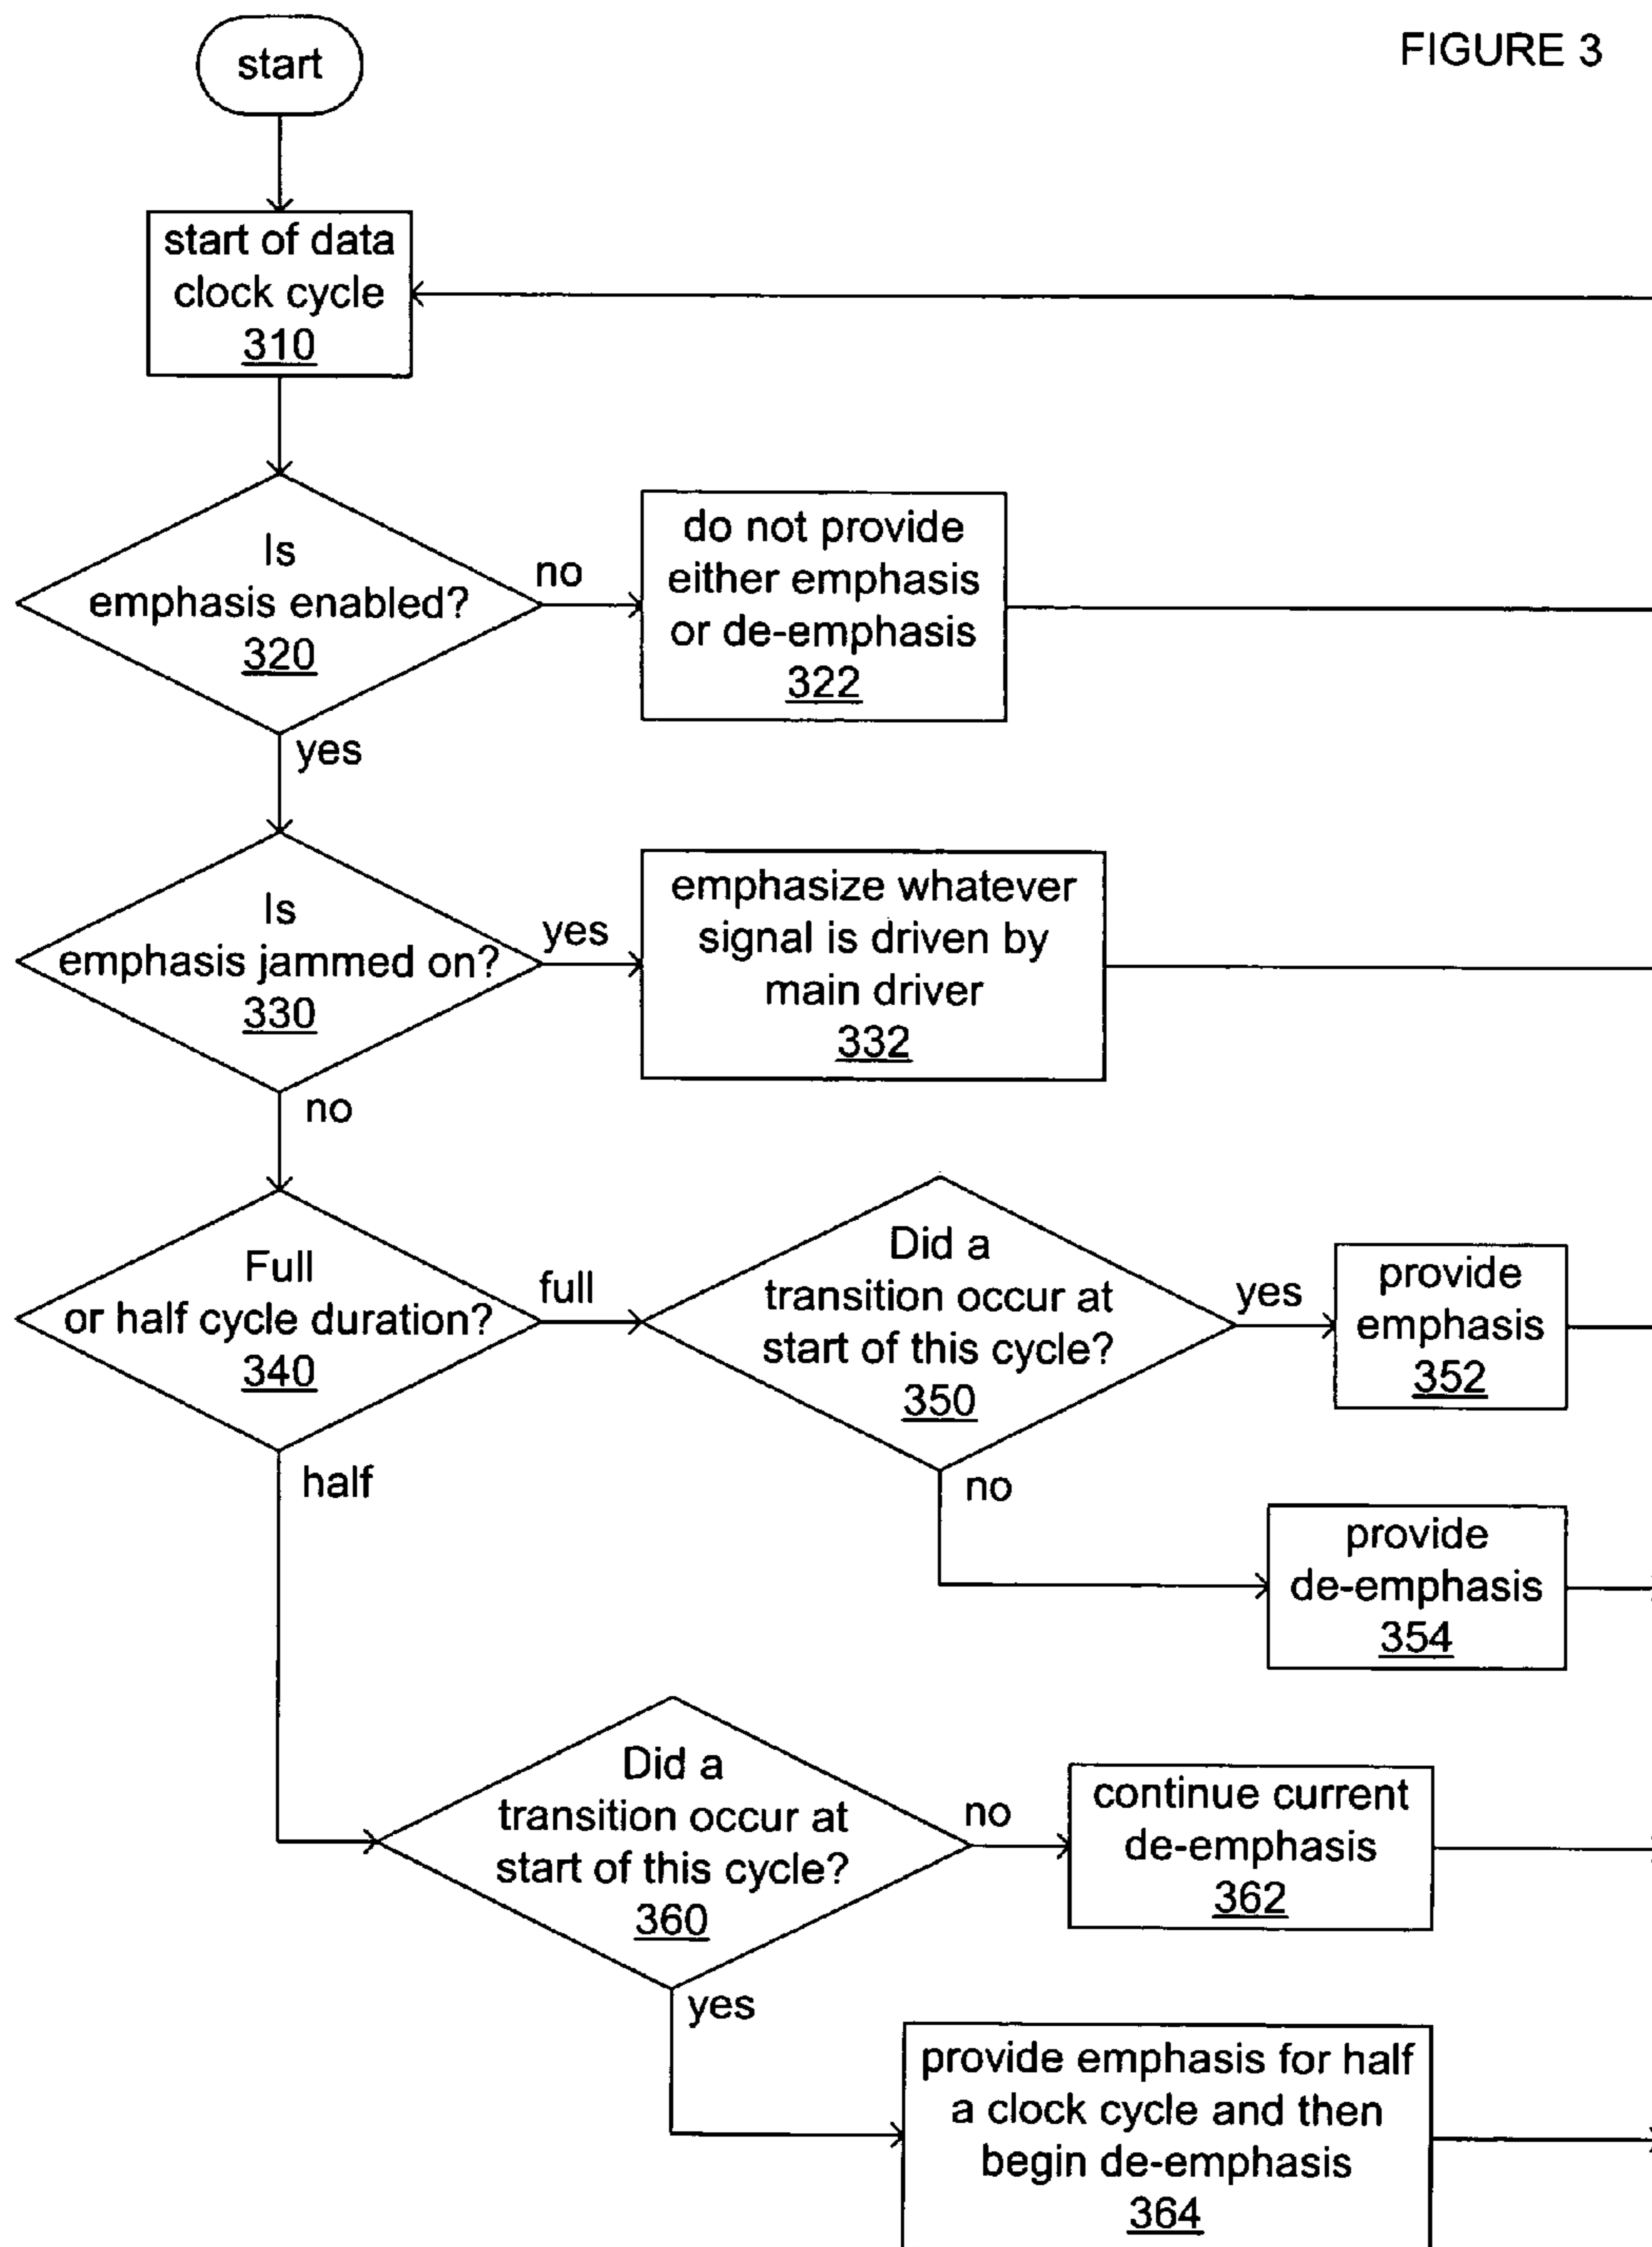 FIGURE 3
start
start of data
clock cycle
310
Is
emphasis enabled?
320
no
do not provide
either emphasis
or de-emphasis
322
yes
Is
emphasis jammed on?
330
yes
emphasize whatever
signal is driven by
main driver
332
no
Full
or half cycle duration?
340
full
Did a
transition occur at
start of this cycle?
350
yes
provide
emphasis
352
no
provide
de-emphasis
354
half
Did a
transition occur at
start of this cycle?
360
no
continue current
de-emphasis
362
yes
provide emphasis for half
a clock cycle and then
begin de-emphasis
364